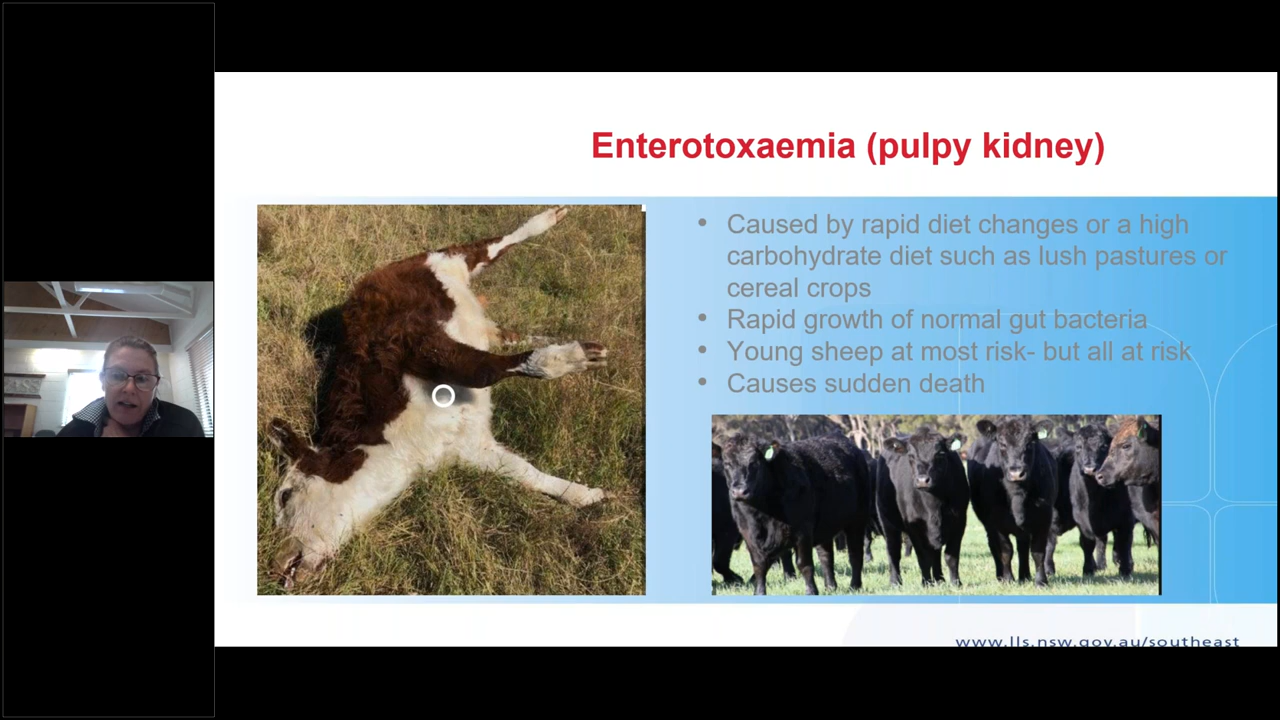 Enterotoxaemia (pulpy kidney)
• Caused by rapid diet changes or a high
carbohydrate diet such as lush pastures or
cereal crops
• Rapid growth of normal gut bacteria
• Young sheep at most risk- but all at risk
• Causes sudden death
www.lls.nsw.gov.au/southeast